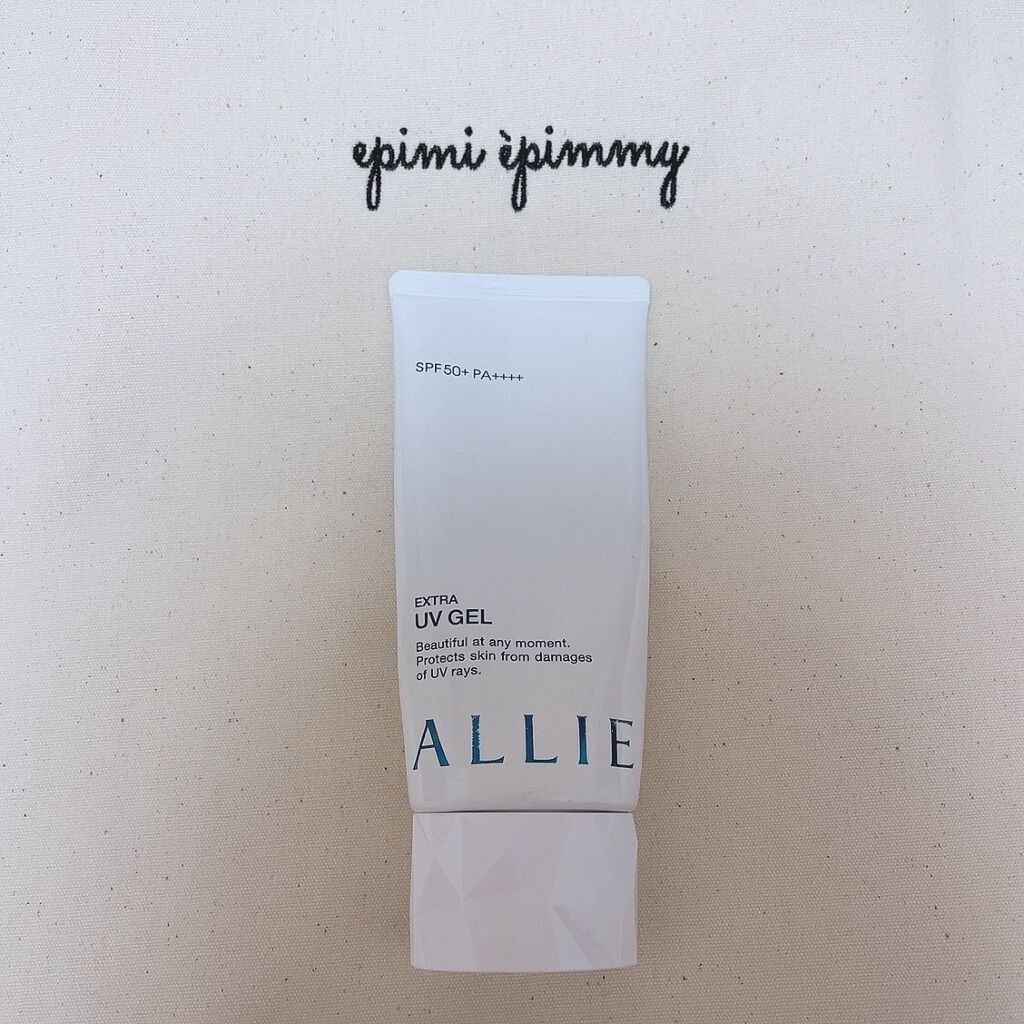 epimi èpimmy
SPF50+ PA++++
EXTRA
UV GEL
Beautiful at any moment.
Protects skin from damages
of UV rays.
ALLIE